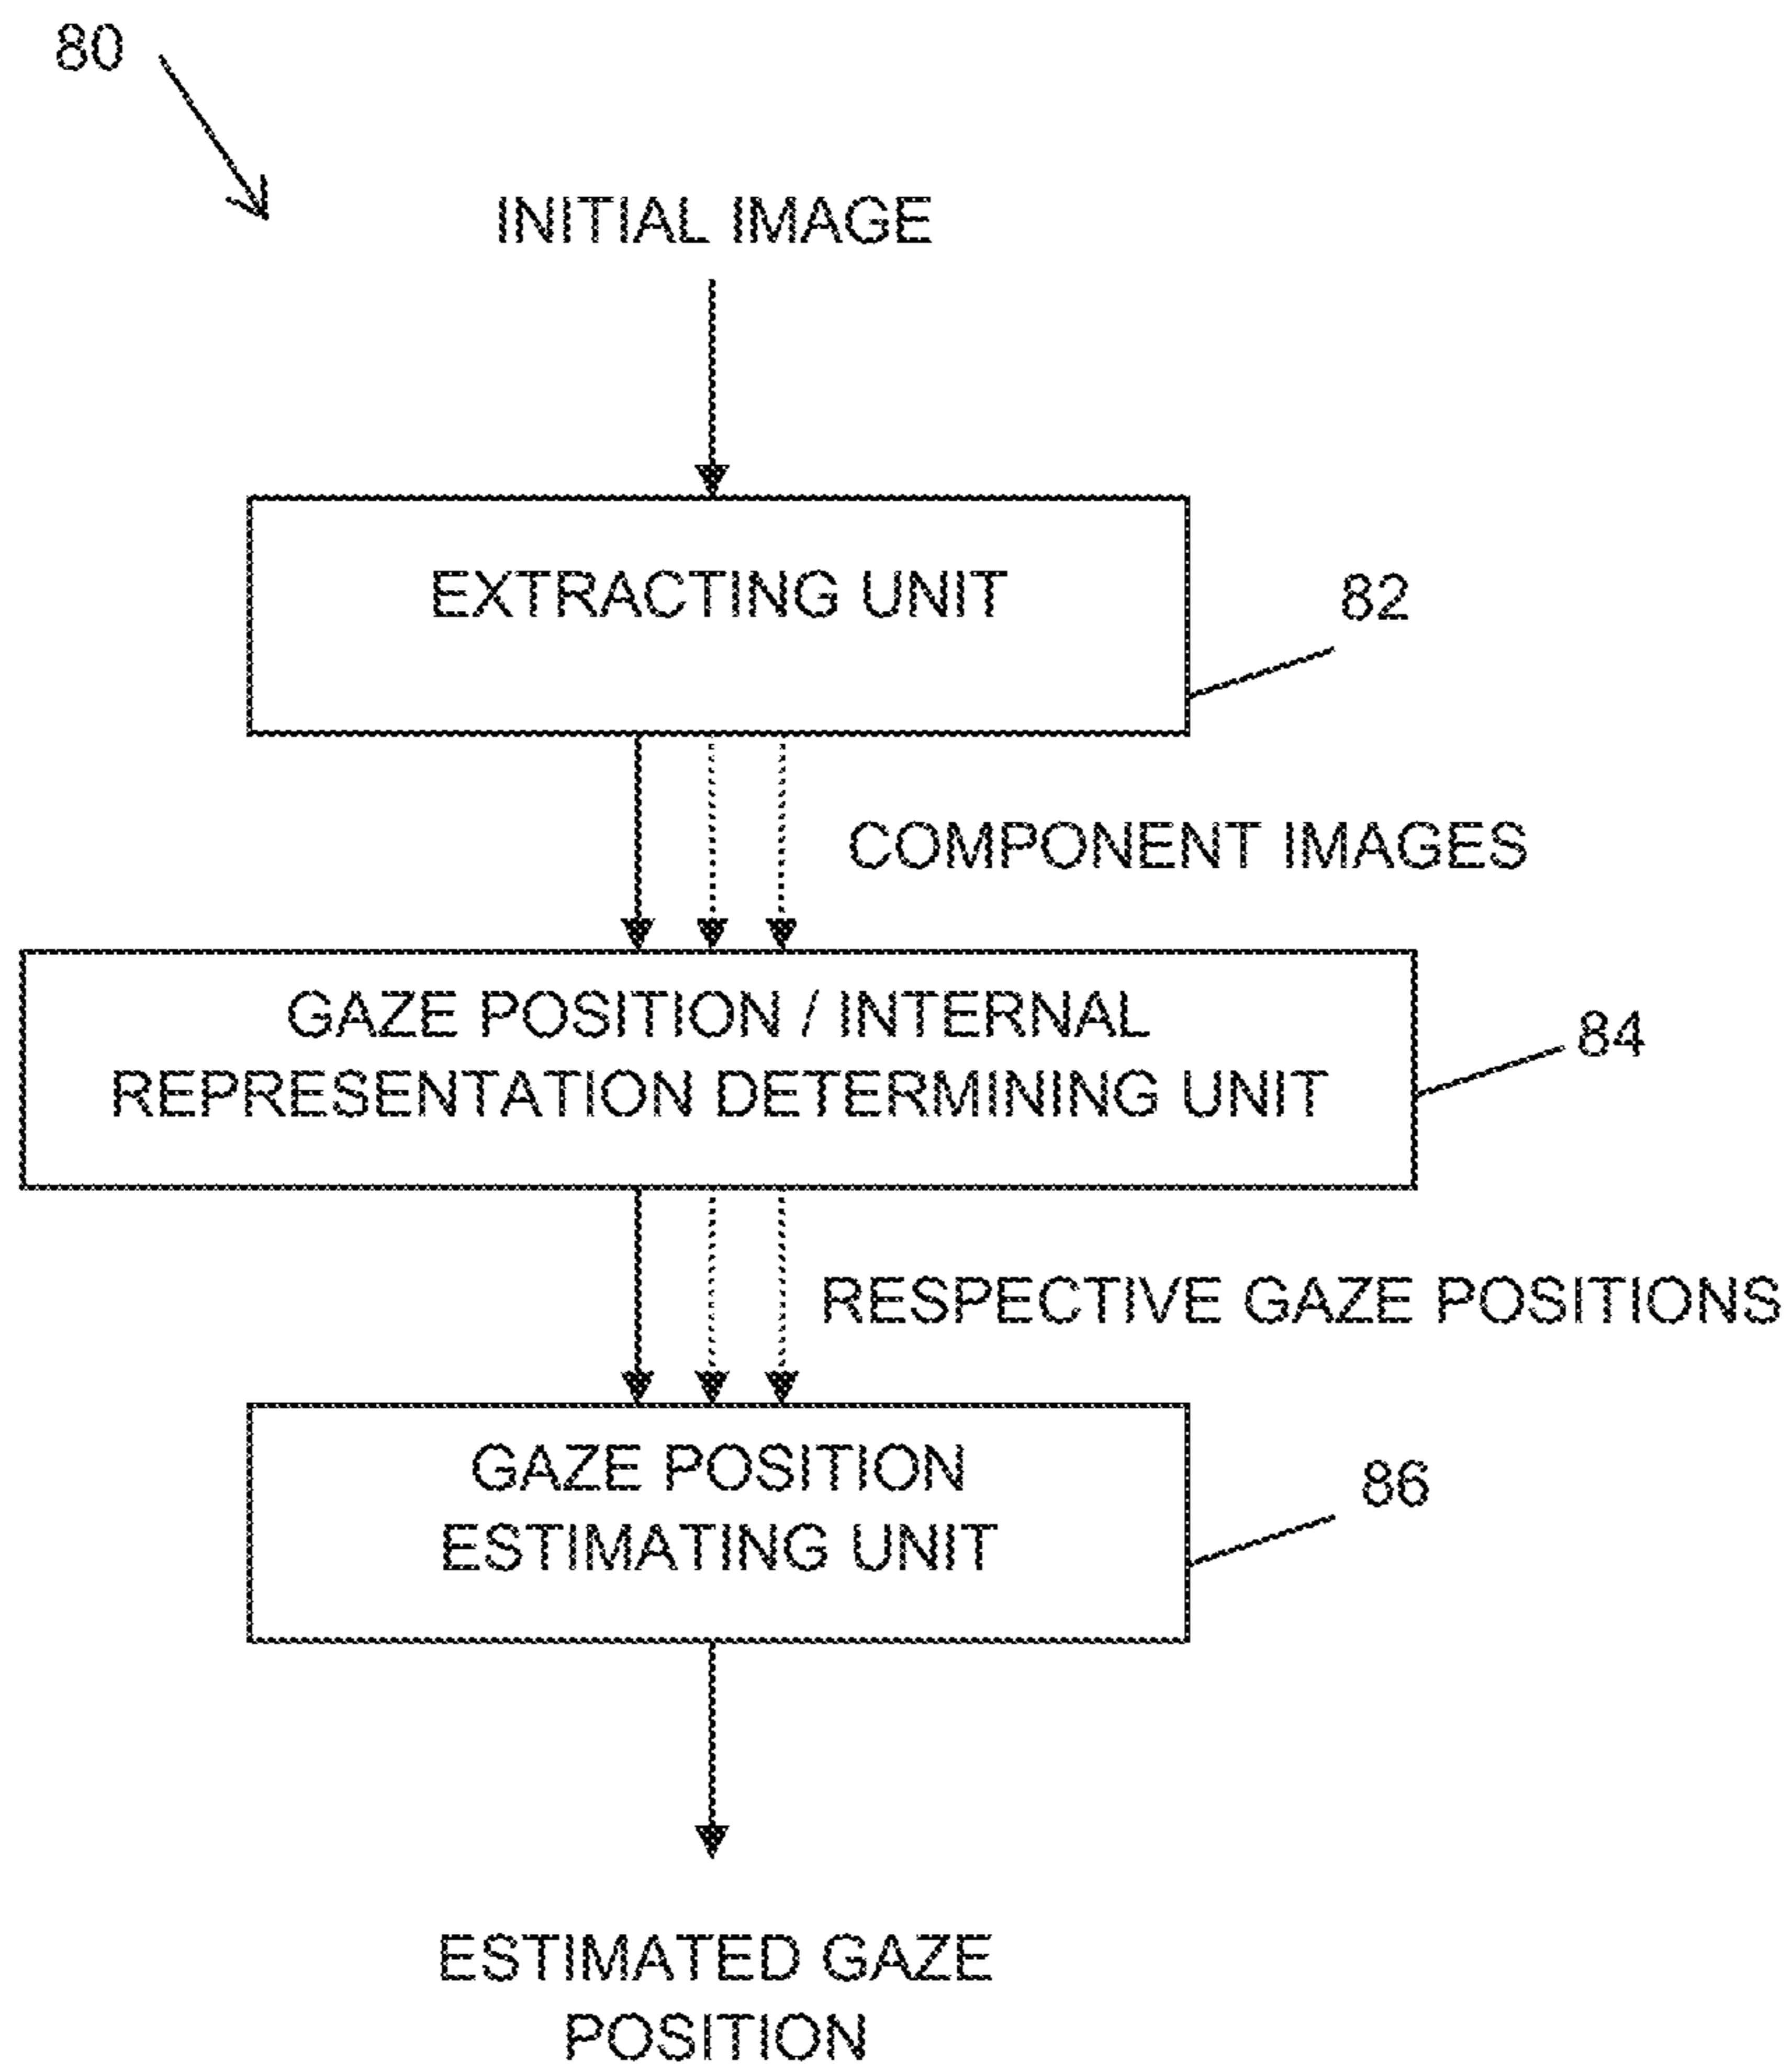 80
INITIAL IMAGE
EXTRACTING UNIT
82
COMPONENT IMAGES
GAZE POSITION / INTERNAL
REPRESENTATION DETERMINING UNIT
84
RESPECTIVE GAZE POSITIONS
GAZE POSITION
ESTIMATING UNIT
86
ESTIMATED GAZE
POSITION